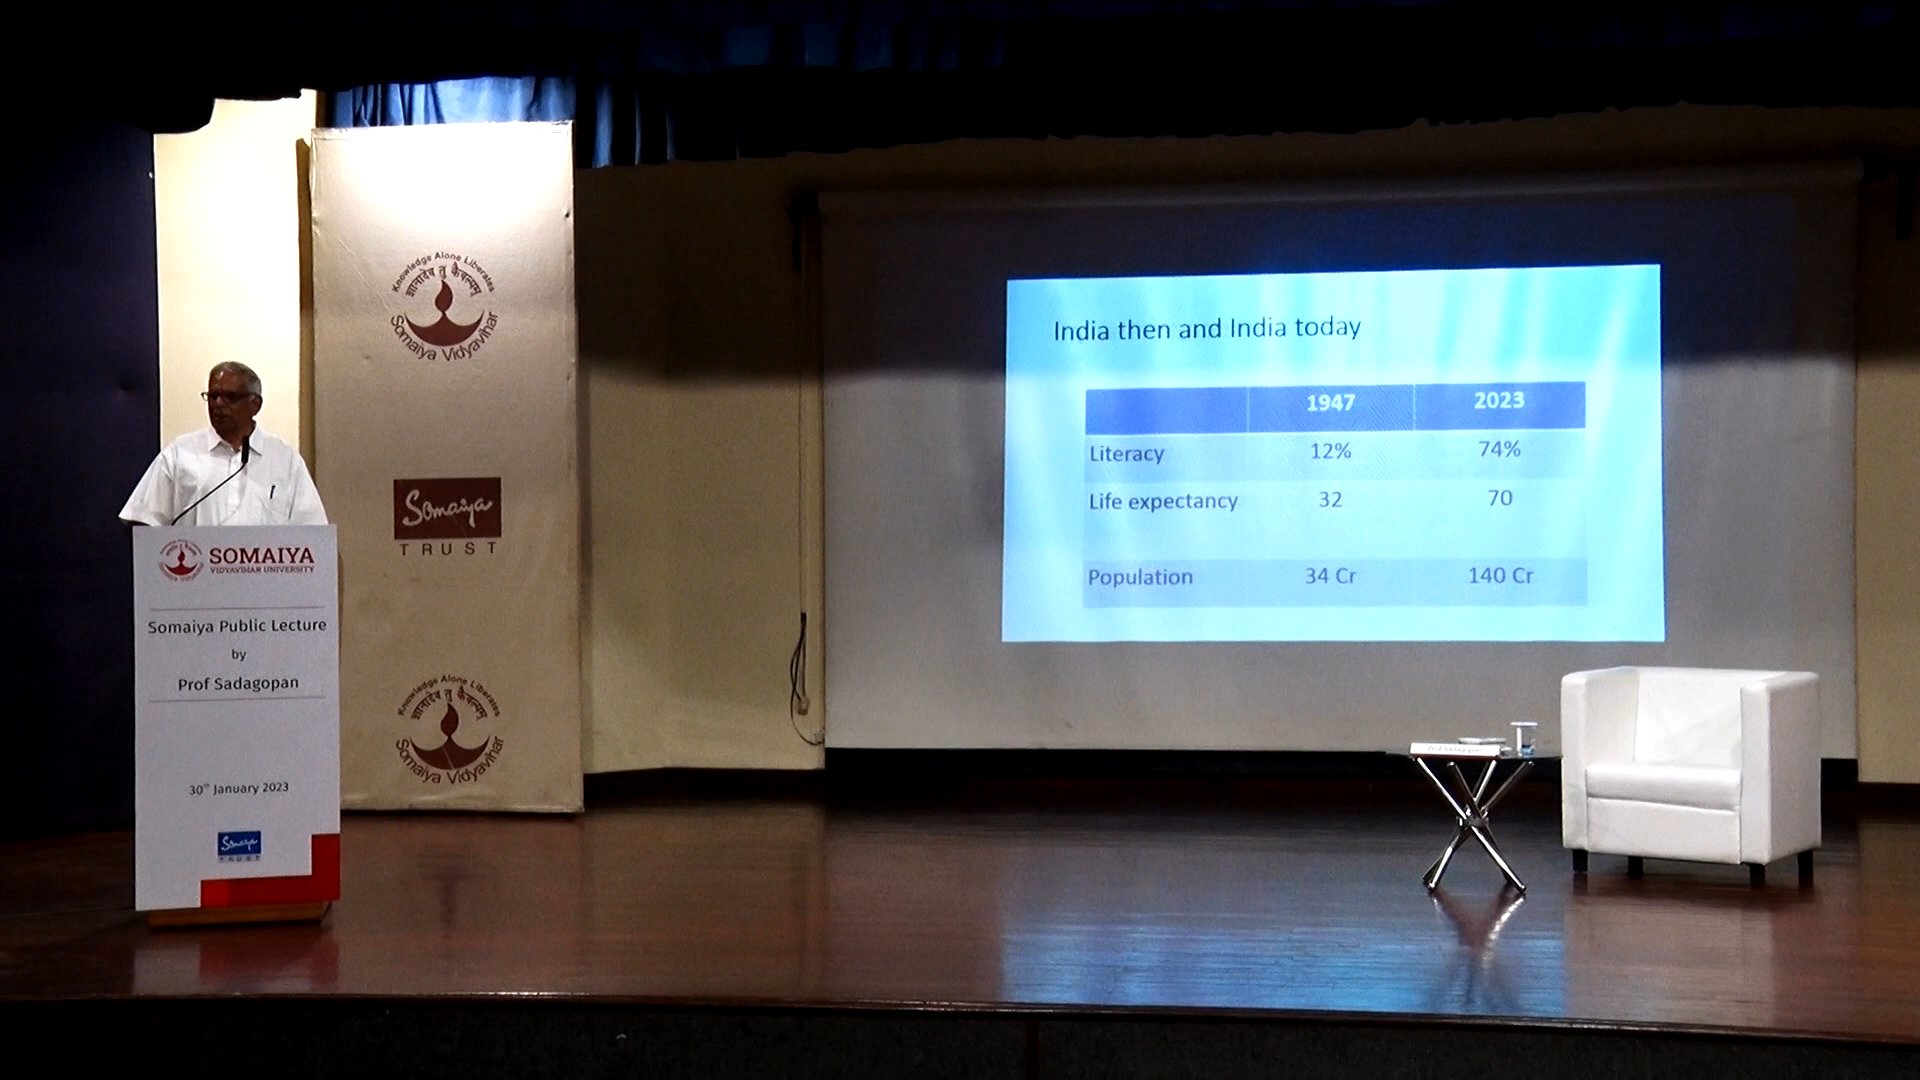 Knowledge Alone Liberates
ज्ञानादेव तु कैवल्यम्
Somaiya Vidyavihar
Somaiya
TRUST
Knowledge Alone Liberates
ज्ञानादेव तु कैवल्यम्
Somaiya Vidyavihar
SOMAIYA
VIDYAVIHAR UNIVERSITY
Somaiya Public Lecture
by
Prof Sadagopan
30th January 2023
Somaiya
TRUST
India then and India today
1947 2023
Literacy 12% 74%
Life expectancy 32 70
Population 34 Cr 140 Cr